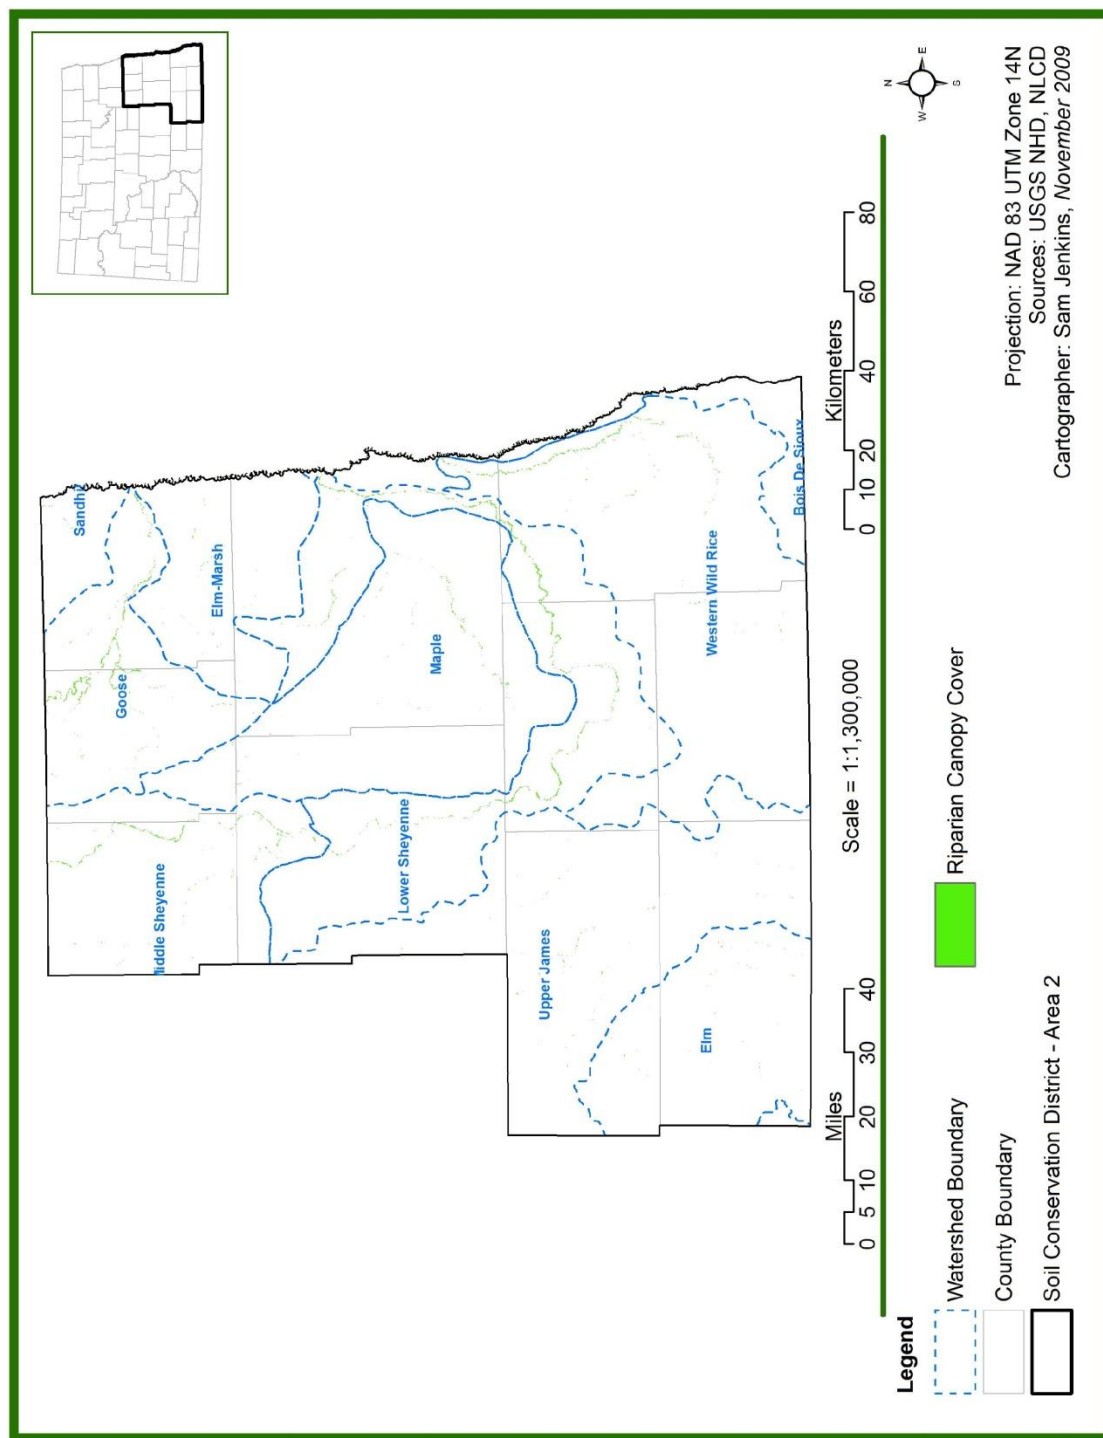 Sandhil
Goose
Elm-Marsh
Middle Sheyenne
Lower Sheyenne
Maple
Upper James
Elm
Western Wild Rice
Bois De Sioux
N
W
E
S
Miles
0 5 10 20 30 40
Scale = 1:1,300,000
Kilometers
0 10 20 40 60 80
Legend
Watershed Boundary
County Boundary
Soil Conservation District - Area 2
Riparian Canopy Cover
Projection: NAD 83 UTM Zone 14N
Sources: USGS NHD, NLCD
Cartographer: Sam Jenkins, November 2009